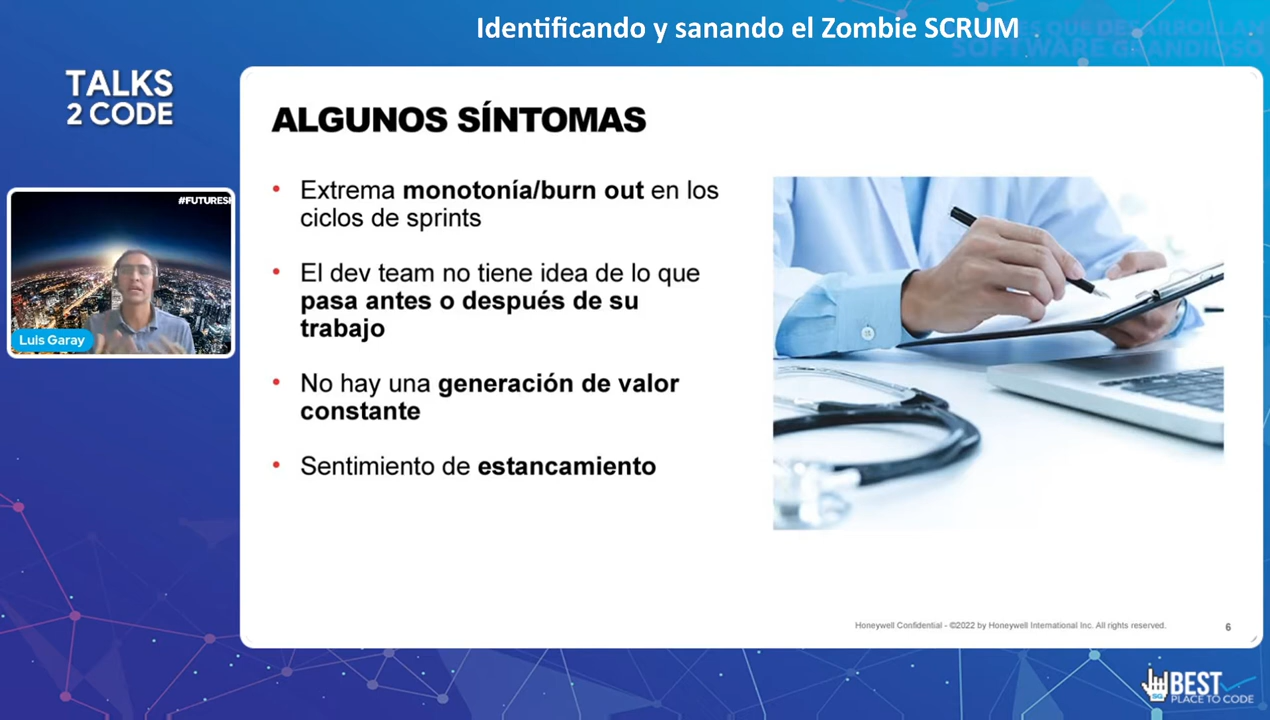 Identificando y sanando el Zombie SCRUM
TALKS
2 CODE
#FUTURES
Luis Garay
ALGUNOS SÍNTOMAS
• Extrema monotonía/burn out en los
ciclos de sprints
• El dev team no tiene idea de lo que
pasa antes o después de su
trabajo
• No hay una generación de valor
constante
• Sentimiento de estancamiento
Honeywell Confidential - ©2022 by Honeywell International Inc. All rights reserved.
6
SG
BEST
PLACE TO CODE